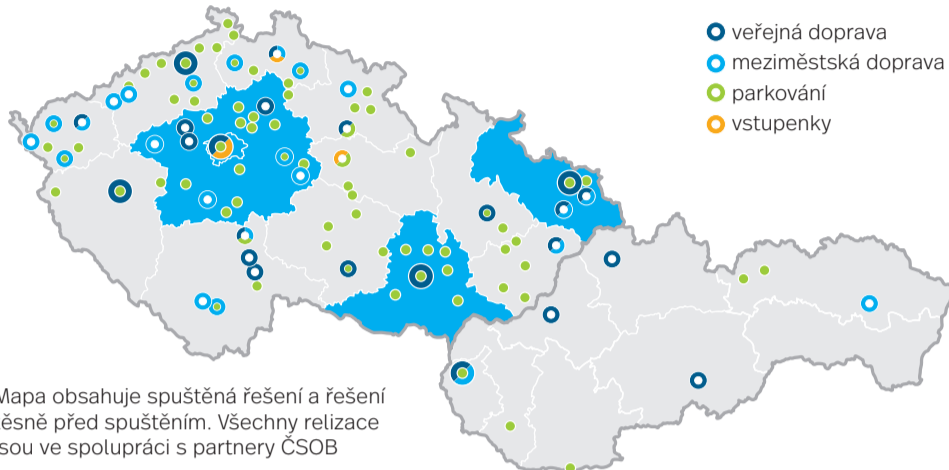 veřejná doprava
meziměstská doprava
parkování
vstupenky
Mapa obsahuje spuštěná řešení a řešení
těsně před spuštěním. Všechny relizace
sou ve spolupráci s partnery ČSOB